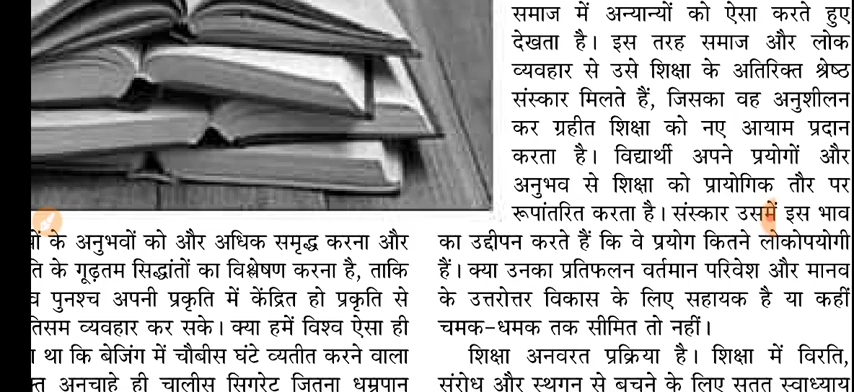 के अनुभवों को और अधिक समृद्ध करना और
के गूढ़तम सिद्धांतों का विश्लेषण करना है, ताकि
पुनश्च अपनी प्रकृति में केंद्रित हो प्रकृति से
व्यवहार कर सके। क्या हमें विश्व ऐसा ही
था कि बेजिंग में चौबीस घंटे व्यतीत करने वाला
अनचाहे ही चालीस सिगरेट जितना धूम्रपान
समाज में अन्यान्यों को ऐसा करते हुए
देखता है। इस तरह समाज और लोक
व्यवहार से उसे शिक्षा के अतिरिक्त श्रेष्ठ
संस्कार मिलते हैं, जिसका वह अनुशीलन
कर ग्रहीत शिक्षा को नए आयाम प्रदान
करता है। विद्यार्थी अपने प्रयोगों और
अनुभव से शिक्षा को प्रायोगिक तौर पर
रूपांतरित करता है। संस्कार उसमें इस भाव
का उद्दीपन करते हैं कि वे प्रयोग कितने लोकोपयोगी
हैं। क्या उनका प्रतिफलन वर्तमान परिवेश और मानव
के उत्तरोत्तर विकास के लिए सहायक है या कहीं
चमक-धमक तक सीमित तो नहीं।
शिक्षा अनवरत प्रक्रिया है। शिक्षा में विरति,
संरोध और स्थगन से बचने के लिए सतत स्वाध्याय